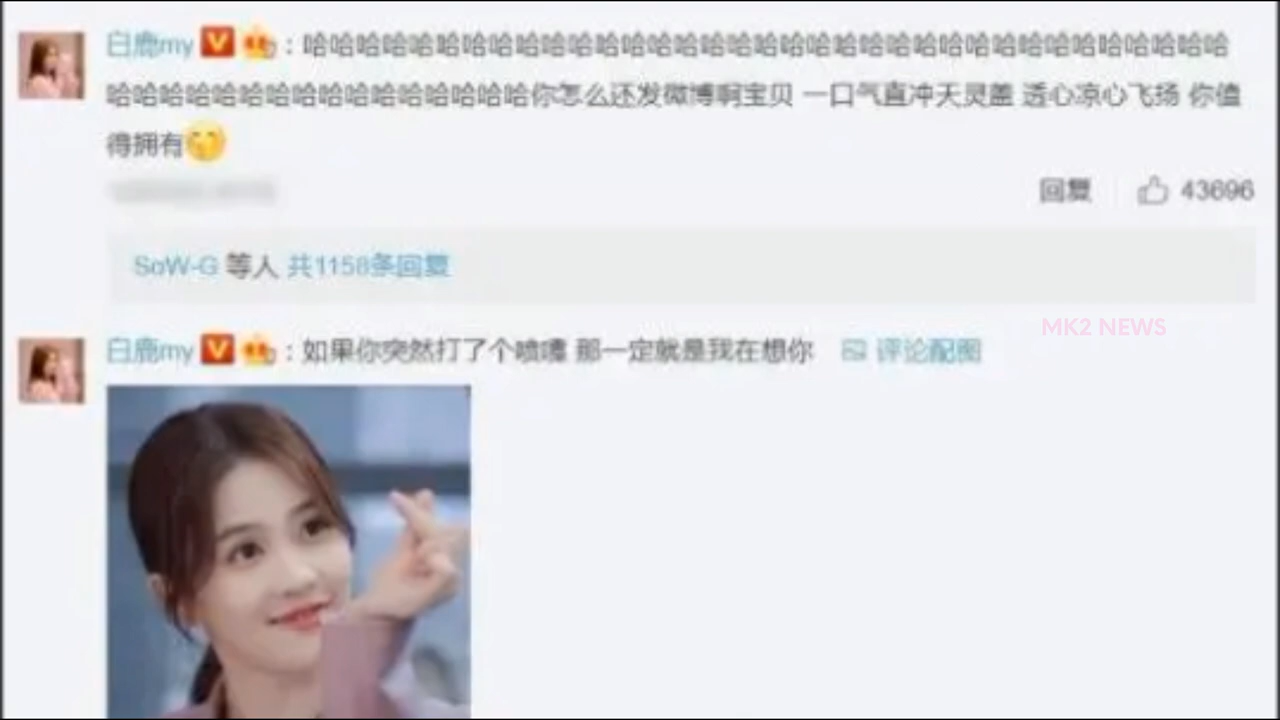 白鹿my：哈哈哈哈哈哈哈哈哈哈哈哈哈哈哈哈哈哈哈哈哈哈哈哈哈哈哈哈哈哈哈哈哈哈哈
哈哈哈哈哈哈哈哈哈哈哈哈哈哈哈哈你怎么还发微博啊宝贝 一口气直冲天灵盖 透心凉心飞扬 你值
得拥有
回复 43696
SoW-G 等人 共1158条回复
MK2 NEWS
白鹿my：如果你突然打了个喷嚏 那一定就是我在想你 评论配图